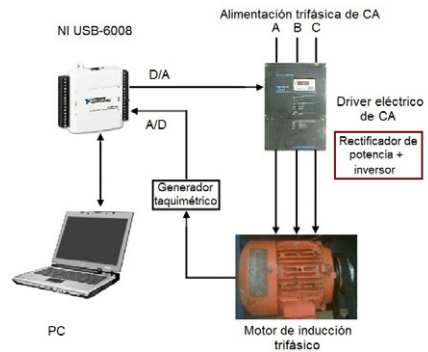 Alimentación trifásica de CA
NI USB-6008
A B C
D/A
A/D
Driver eléctrico
de CA
Rectificador de
potencia +
inversor
Generador
taquimétrico
PC
Motor de inducción
trifásico